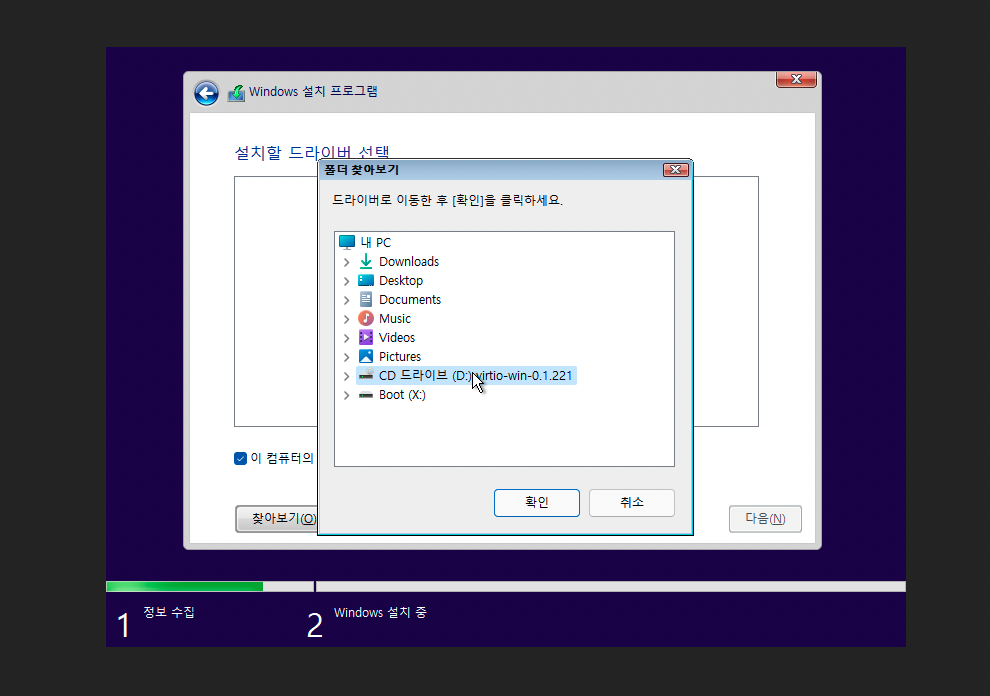 Windows 설치 프로그램
설치할 드라이버 선택
폴더 찾아보기
드라이버로 이동한 후 [확인]을 클릭하세요.
내 PC
Downloads
Desktop
Documents
Music
Videos
Pictures
CD 드라이브 (D:) virtio-win-0.1.221
Boot (X:)
이 컴퓨터의
확인
취소
찾아보기(O)
다음(N)
1 정보 수집
2 Windows 설치 중